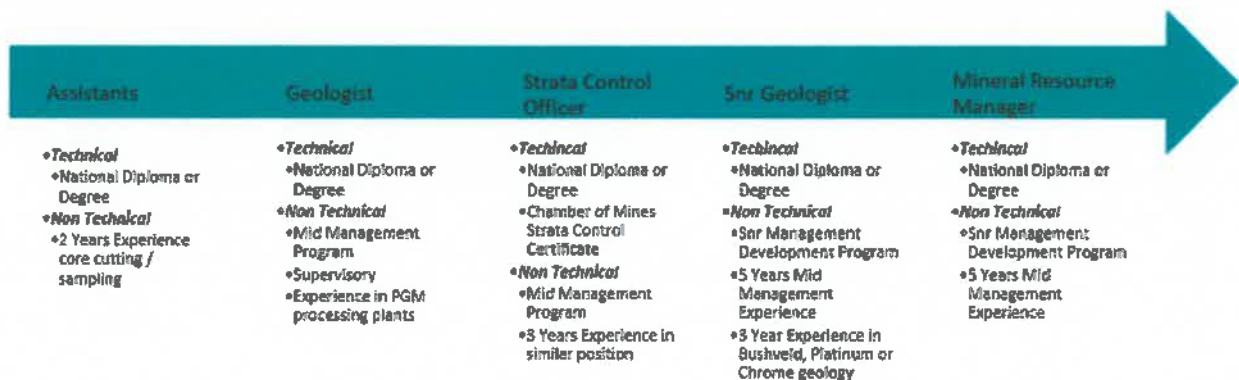 Assistants
•Technical
•National Diploma or
Degree
•Non Technical
•2 Years Experience
core cutting /
sampling
Geologist
•Technical
•National Diploma or
Degree
•Non Technical
•Mid Management
Program
•Supervisory
•Experience in PGM
processing plants
Strata Control
Officer
•Techincal
•National Diploma or
Degree
•Chamber of Mines
Strata Control
Certificate
•Non Technical
•Mid Management
Program
•3 Years Experience in
similar position
Snr Geologist
•Techincal
•National Diploma or
Degree
•Non Technical
•Snr Management
Development Program
•5 Years Mid
Management
Experience
•3 Year Experience in
Bushveld, Platinum or
Chrome geology
Mineral Resource
Manager
•Techincal
•National Diploma or
Degree
•Non Technical
•Snr Management
Development Program
•5 Years Mid
Management
Experience